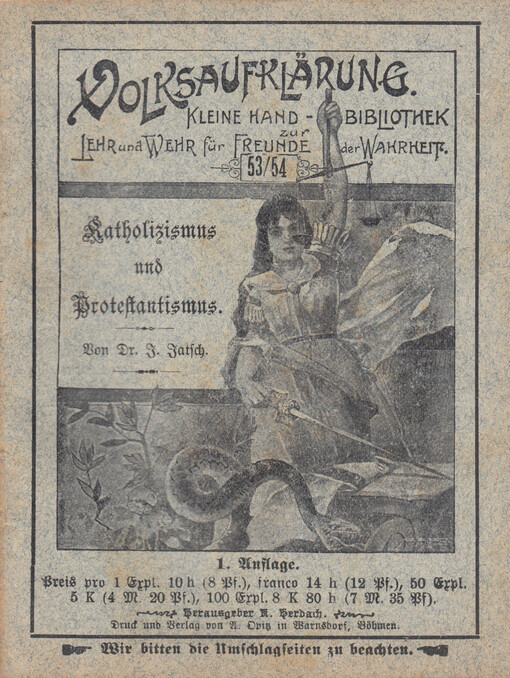 VOLKSAUFKLÄRUNG.
KLEINE HAND-BIBLIOTHEK
zur
LEHR und WEHR für FREUNDE der WAHRHEIT.
53/54
Katholizismus
und
Protestantismus.
Von Dr. J. Jatsch.
1. Auflage.
Preis pro 1 Expl. 10 h (8 Pf.), franco 14 h (12 Pf.), 50 Expl.
5 K (4 M. 20 Pf.), 100 Expl. 8 K 80 h (7 M. 35 Pf).
Herausgeber R. Herdach.
Druck und Verlag von A. Opitz in Warnsdorf, Böhmen.
Wir bitten die Umschlagseiten zu beachten.